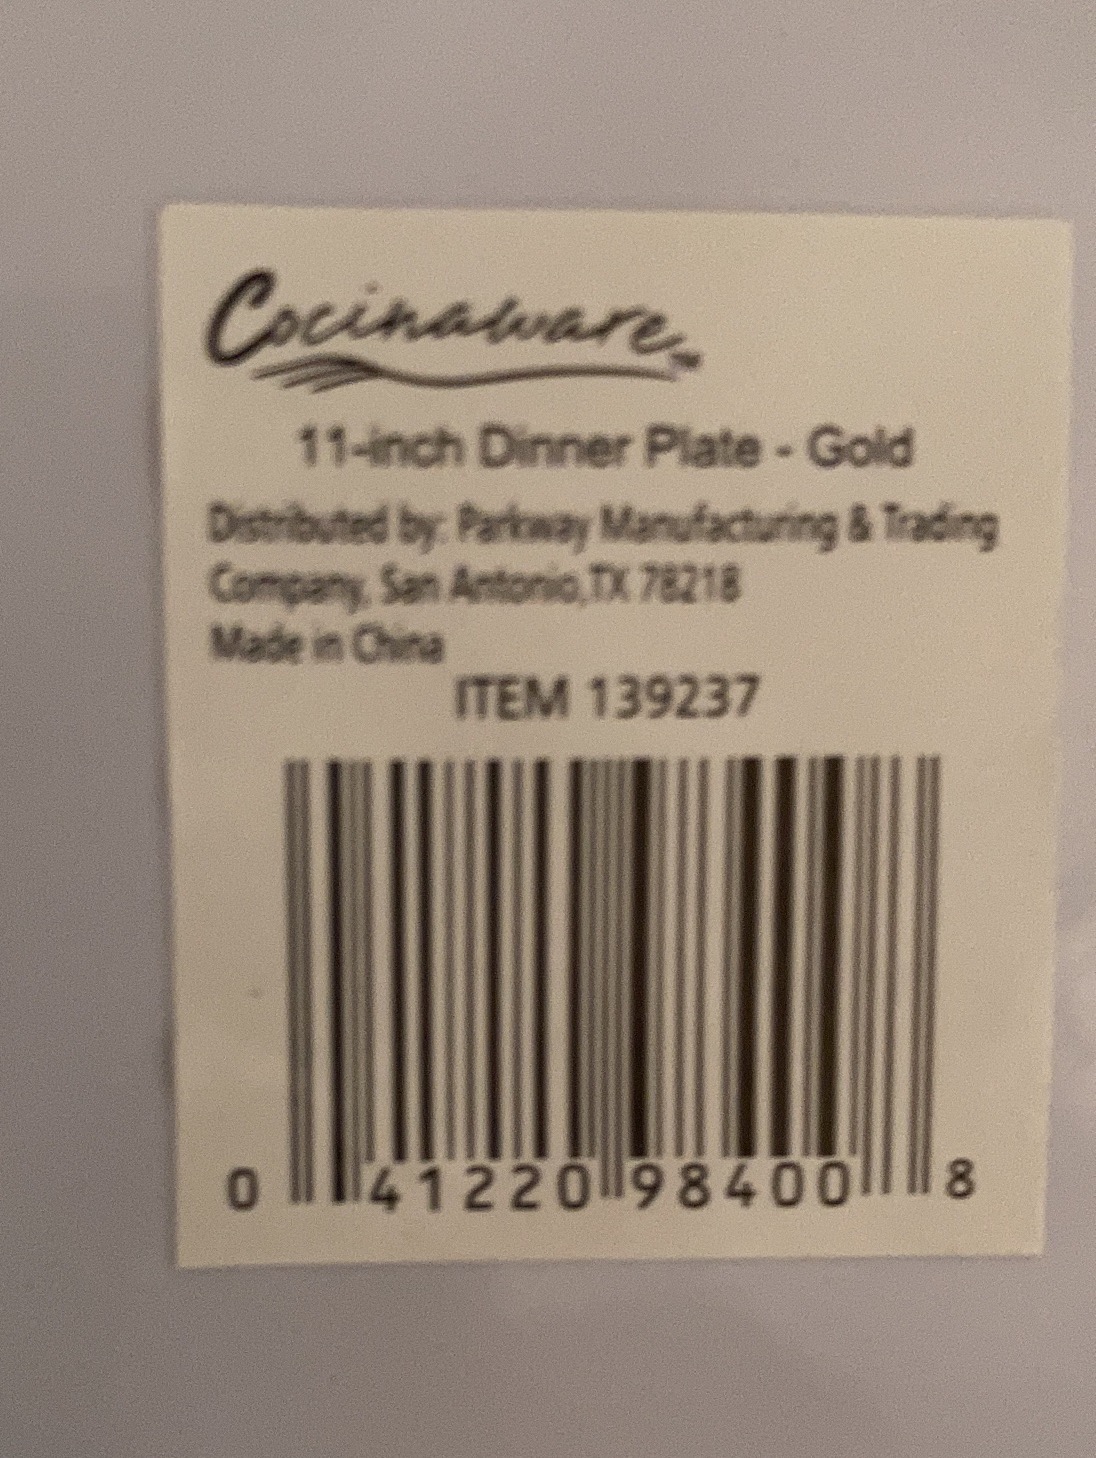 Cocinaware™
11-inch Dinner Plate - Gold
Distributed by: Parkway Manufacturing & Trading
Company, San Antonio,TX 78218
Made in China
ITEM 139237
0 41220 98400 8